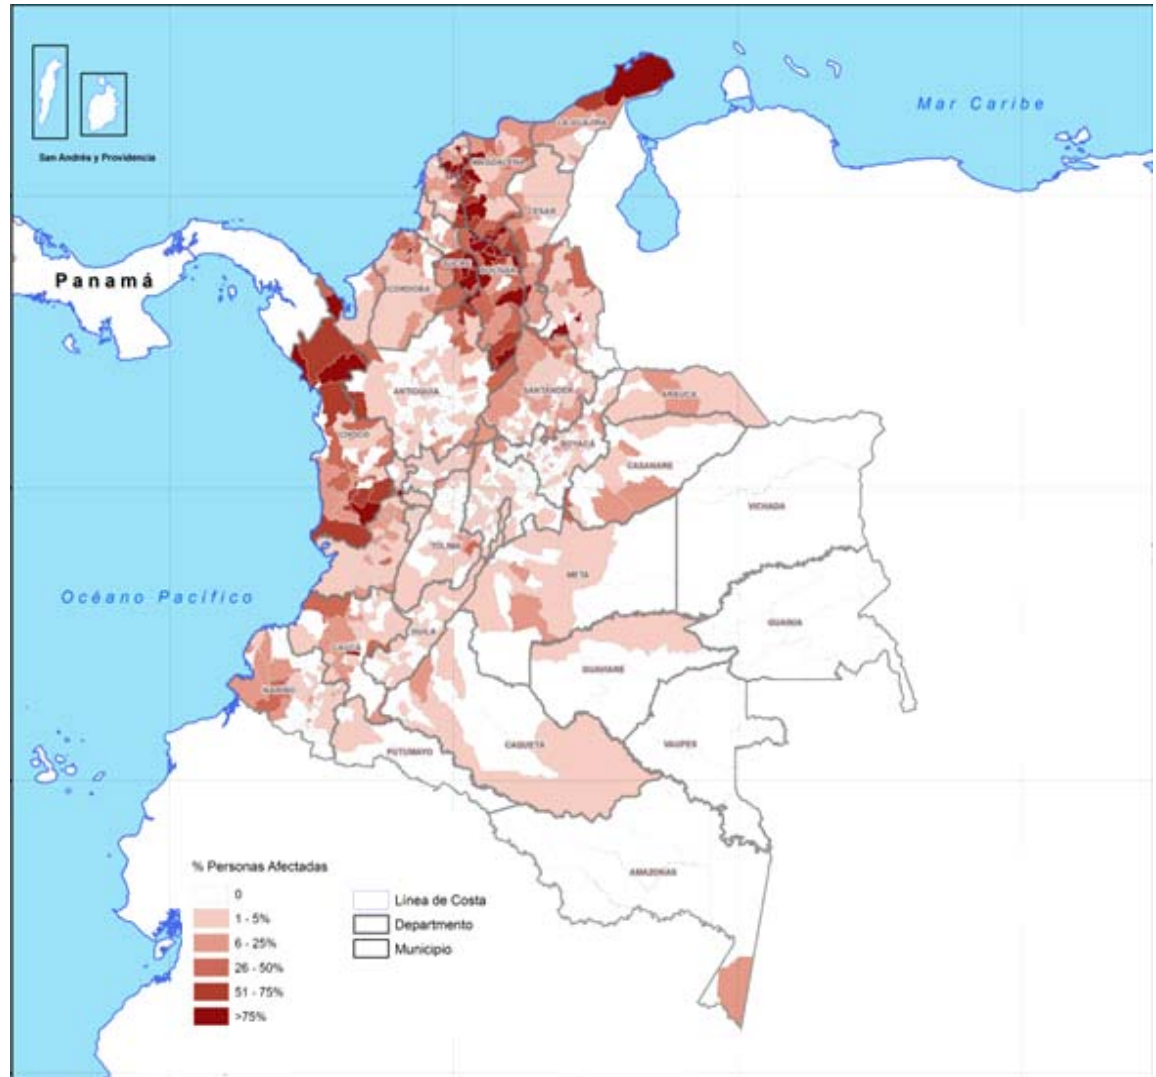 Mar Caribe
San Andrés y Providencia
LA GUAJIRA
MAGDALENA
CESAR
Panamá
SUCRE
BOLIVAR
CORDOBA
ANTIOQUIA
SANTANDER
ARAUCA
CHOCO
BOYACÁ
CASANARE
VICHADA
TOLIMA
META
Océano Pacífico
GUAINIA
HUILA
CAUCA
GUAVIARE
NARIÑO
VAUPES
CAQUETA
PUTUMAYO
AMAZONAS
% Personas Afectadas
0
1 - 5%
6 - 25%
26 - 50%
51 - 75%
>75%
Línea de Costa
Departmento
Municipio